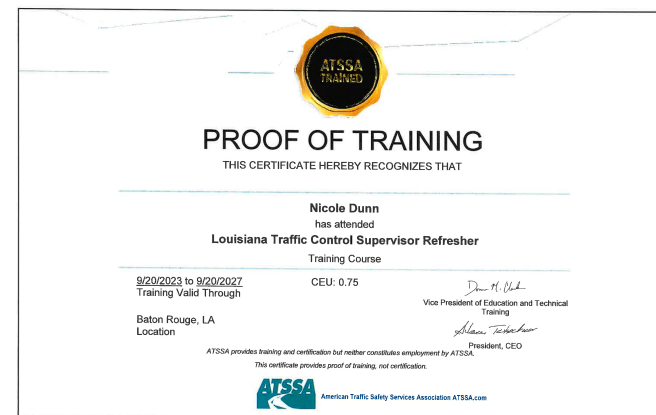 ATSSA
TRAINED
PROOF OF TRAINING
THIS CERTIFICATE HEREBY RECOGNIZES THAT
Nicole Dunn
has attended
Louisiana Traffic Control Supervisor Refresher
Training Course
9/20/2023 to 9/20/2027
Training Valid Through
CEU: 0.75
Vice President of Education and Technical
Training
Baton Rouge, LA
Location
President, CEO
ATSSA provides training and certification but neither constitutes employment by ATSSA.
This certificate provides proof of training, not certification.
ATSSA
American Traffic Safety Services Association ATSSA.com